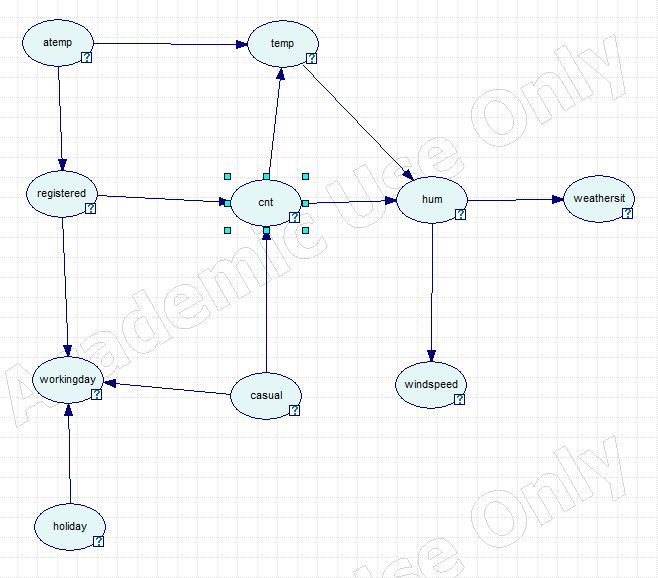 atemp
temp
registered
cnt
hum
weathersit
workingday
casual
windspeed
holiday
?
?
?
?
?
?
?
?
?
?
Academic Use Only
Use Only